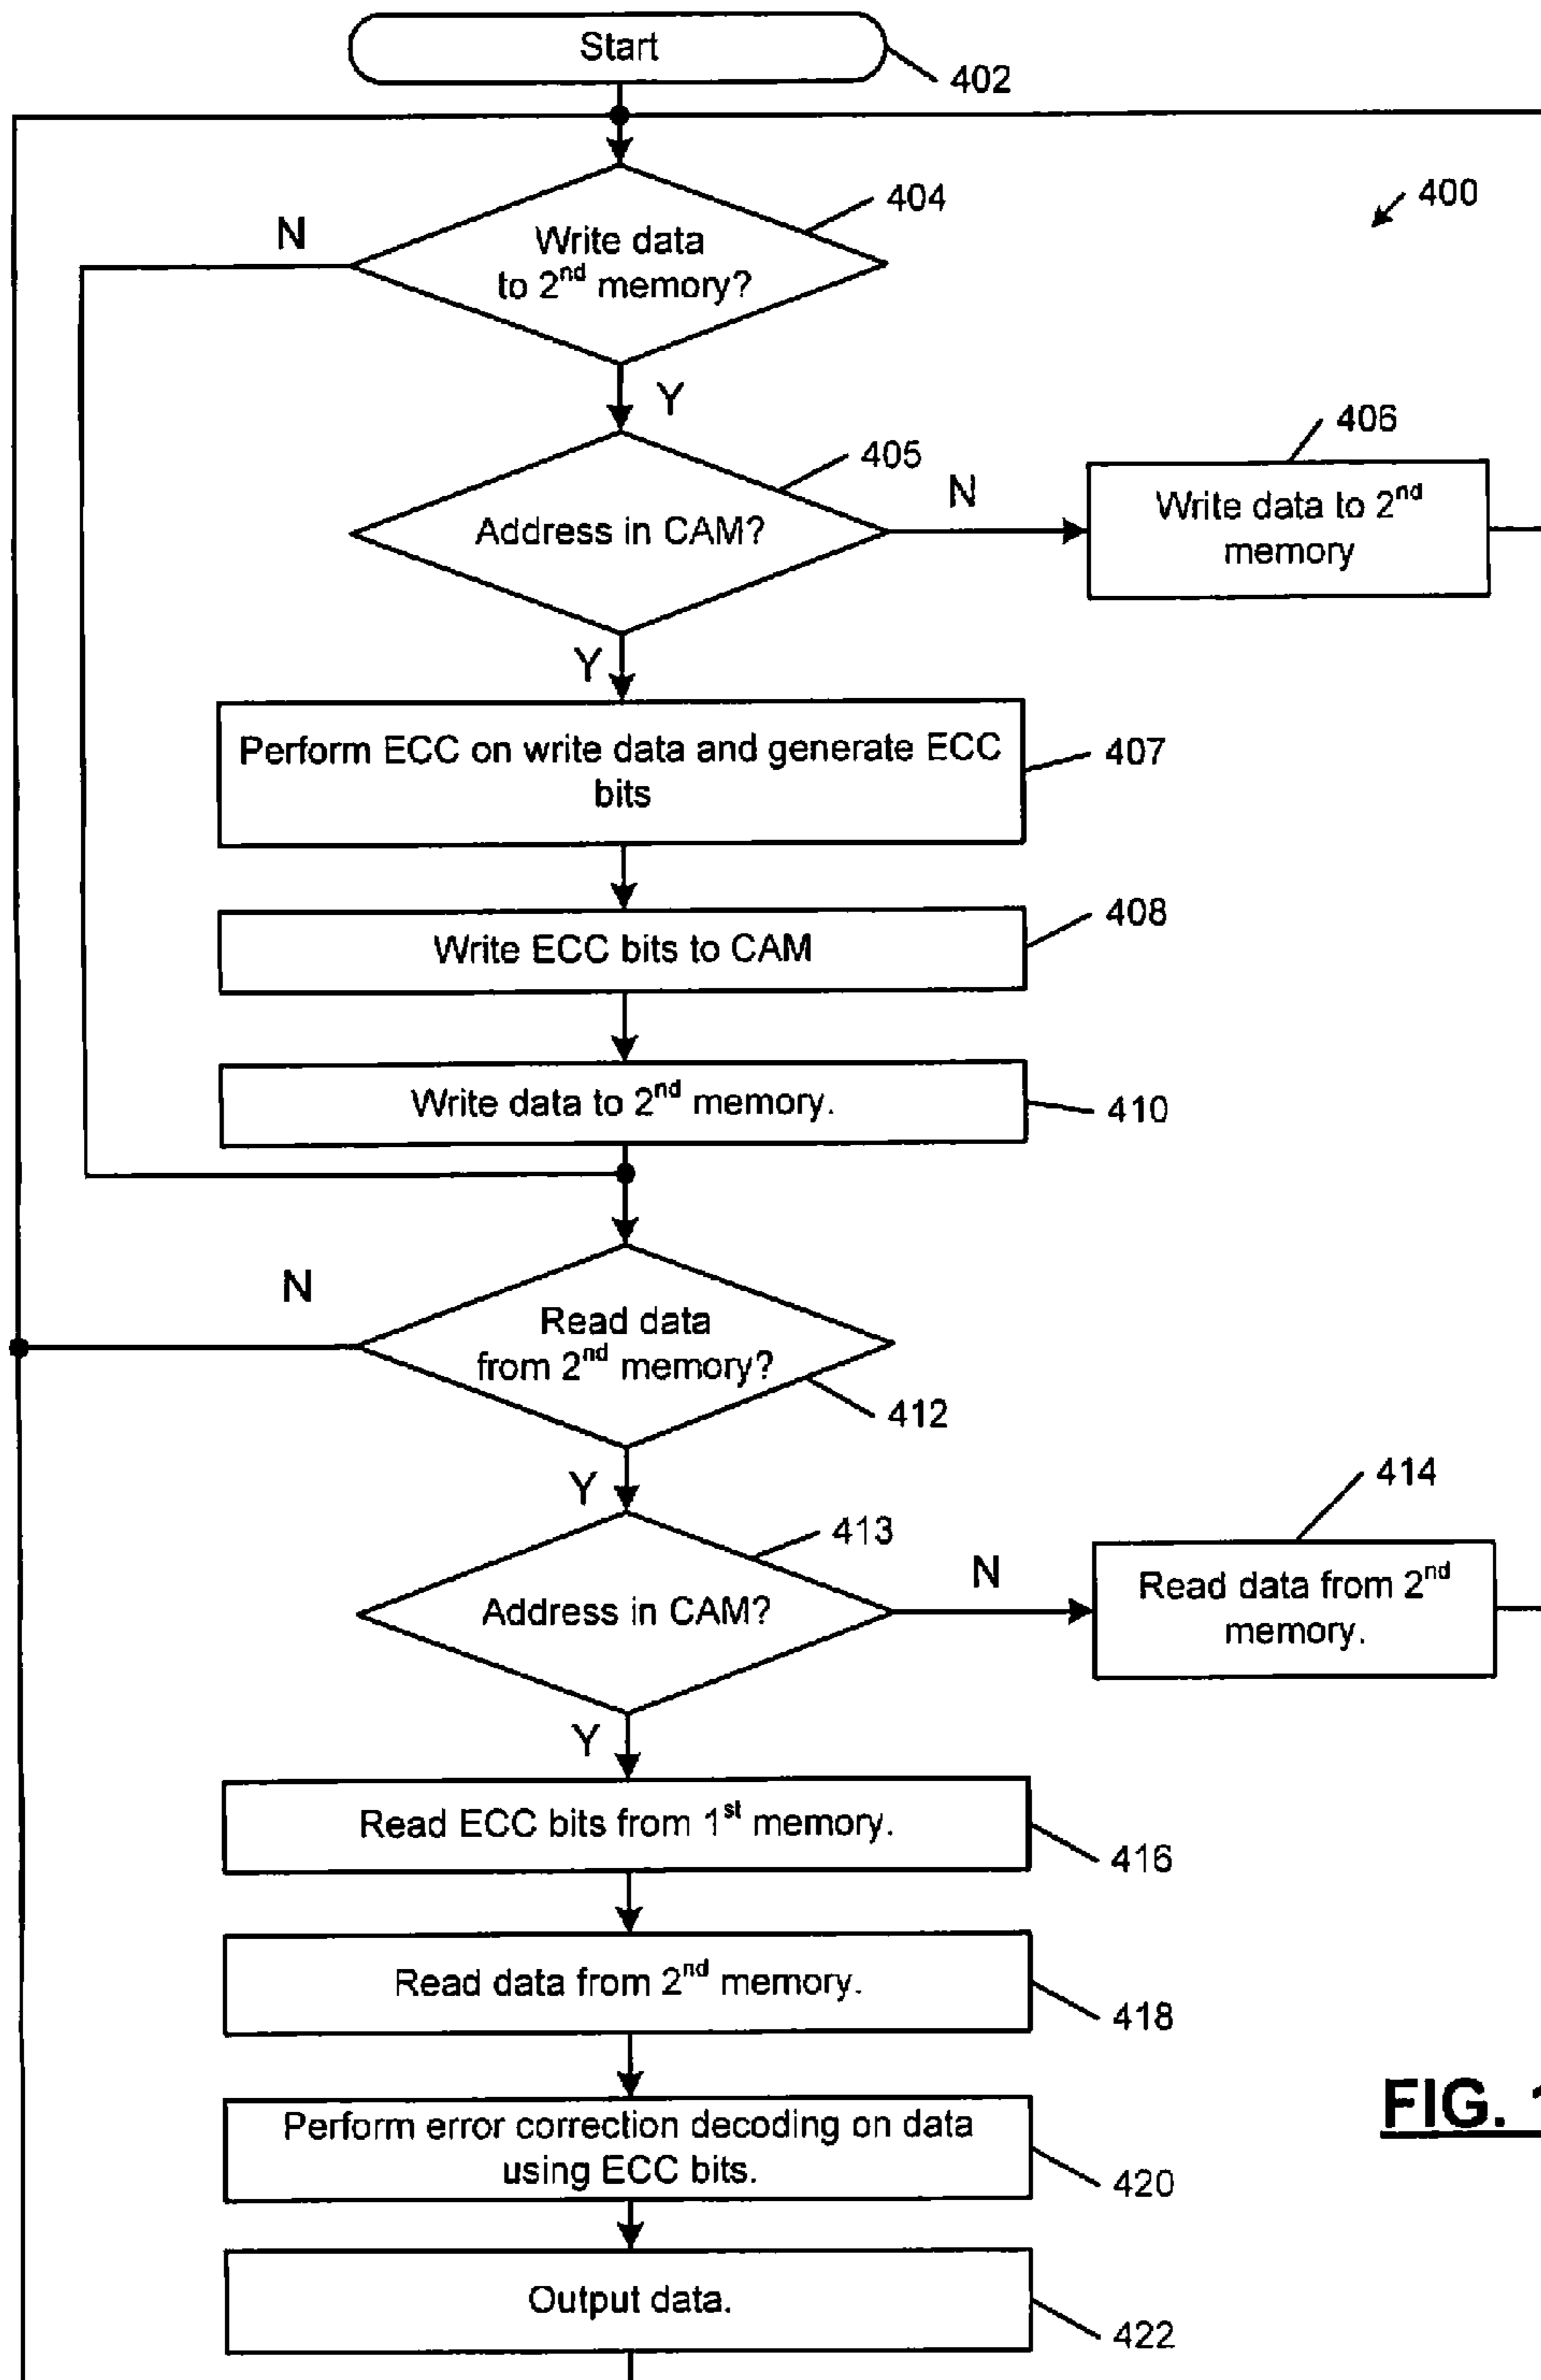 Start
402
400
404
N
Write data
to 2nd memory?
Y
405
406
Address in CAM?
N
Write data to 2nd
memory
Y
Perform ECC on write data and generate ECC
bits
407
408
Write ECC bits to CAM
Write data to 2nd memory.
410
N
Read data
from 2nd memory?
412
Y
414
413
Address in CAM?
N
Read data from 2nd
memory.
Y
Read ECC bits from 1st memory.
416
Read data from 2nd memory.
418
FIG.
Perform error correction decoding on data
using ECC bits.
420
Output data.
422